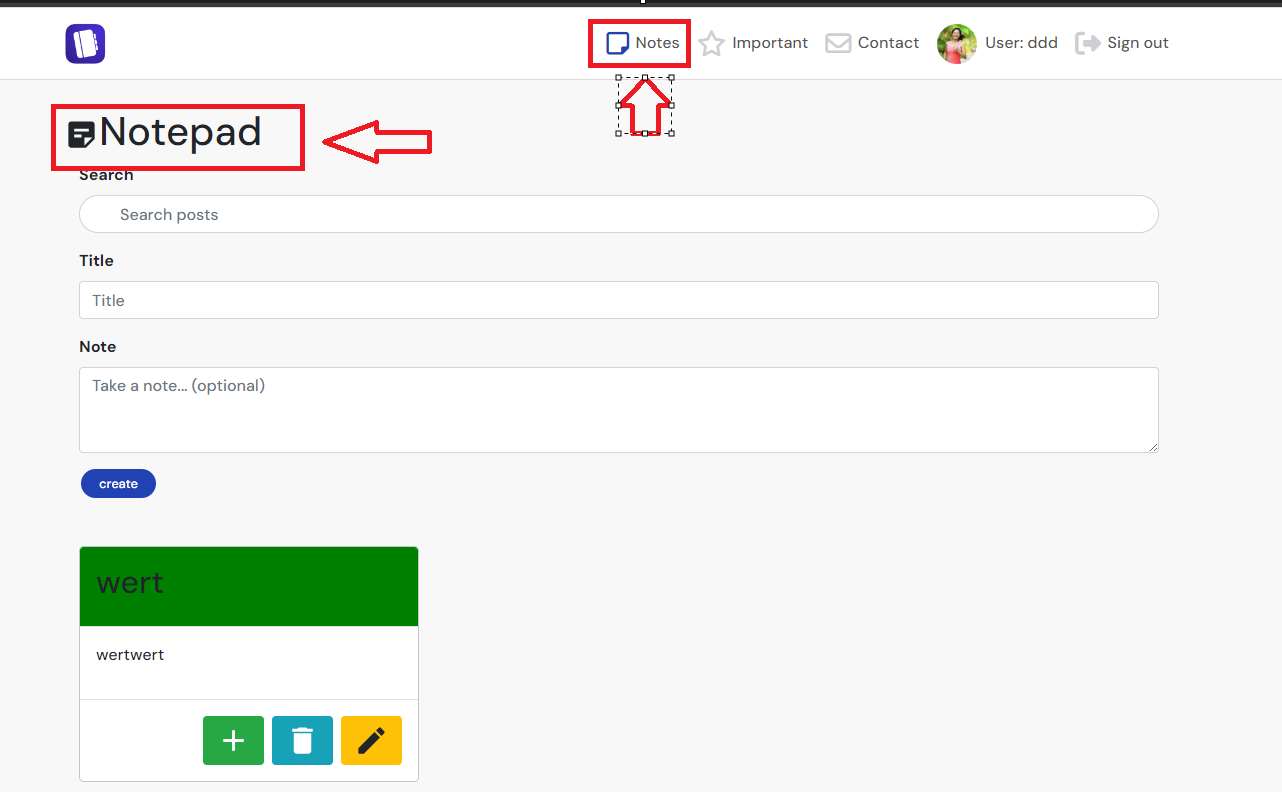 Notes Important Contact User: ddd Sign out
Notepad
Search
Search posts
Title
Title
Note
Take a note... (optional)
create
wert
wertwert